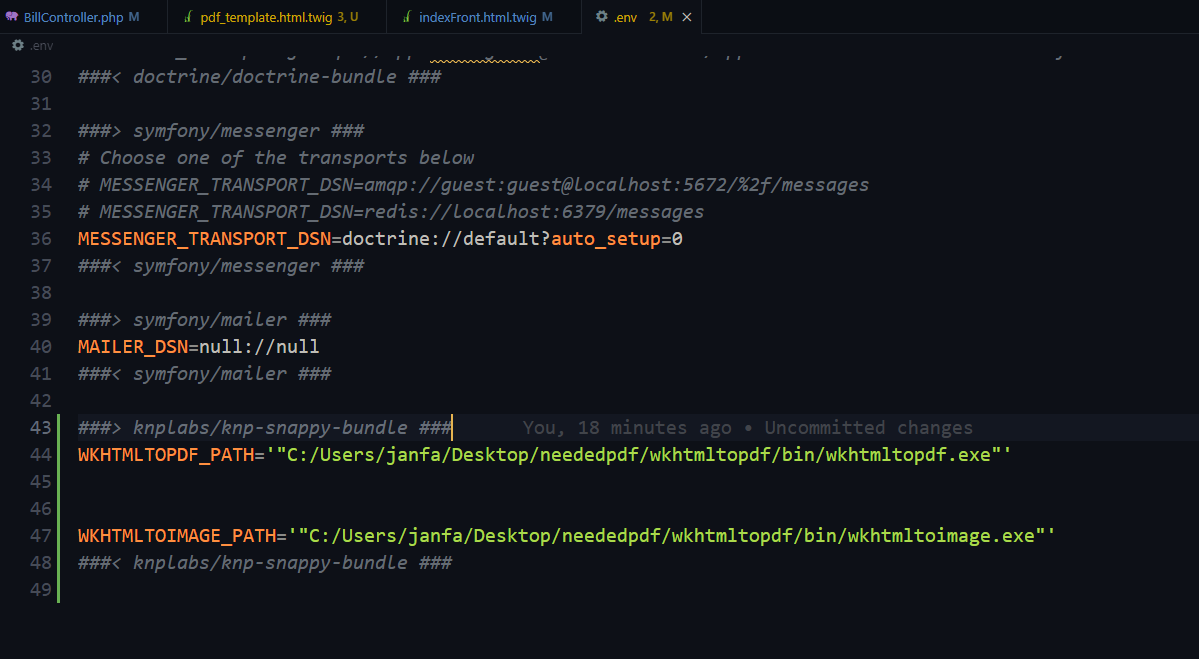 BillController.php M
pdf_template.html.twig 3, U
indexFront.html.twig M
.env 2, M
.env
30 ###< doctrine/doctrine-bundle ###
31
32 ###> symfony/messenger ###
33 # Choose one of the transports below
34 # MESSENGER_TRANSPORT_DSN=amqp://guest:guest@localhost:5672/%2f/messages
35 # MESSENGER_TRANSPORT_DSN=redis://localhost:6379/messages
36 MESSENGER_TRANSPORT_DSN=doctrine://default?auto_setup=0
37 ###< symfony/messenger ###
38
39 ###> symfony/mailer ###
40 MAILER_DSN=null://null
41 ###< symfony/mailer ###
42
43 ###> knplabs/knp-snappy-bundle ### You, 18 minutes ago • Uncommitted changes
44 WKHTMLTOPDF_PATH='"C:/Users/janfa/Desktop/neededpdf/wkhtmltopdf/bin/wkhtmltopdf.exe"'
45
46
47 WKHTMLTOIMAGE_PATH='"C:/Users/janfa/Desktop/neededpdf/wkhtmltopdf/bin/wkhtmltoimage.exe"'
48 ###< knplabs/knp-snappy-bundle ###
49